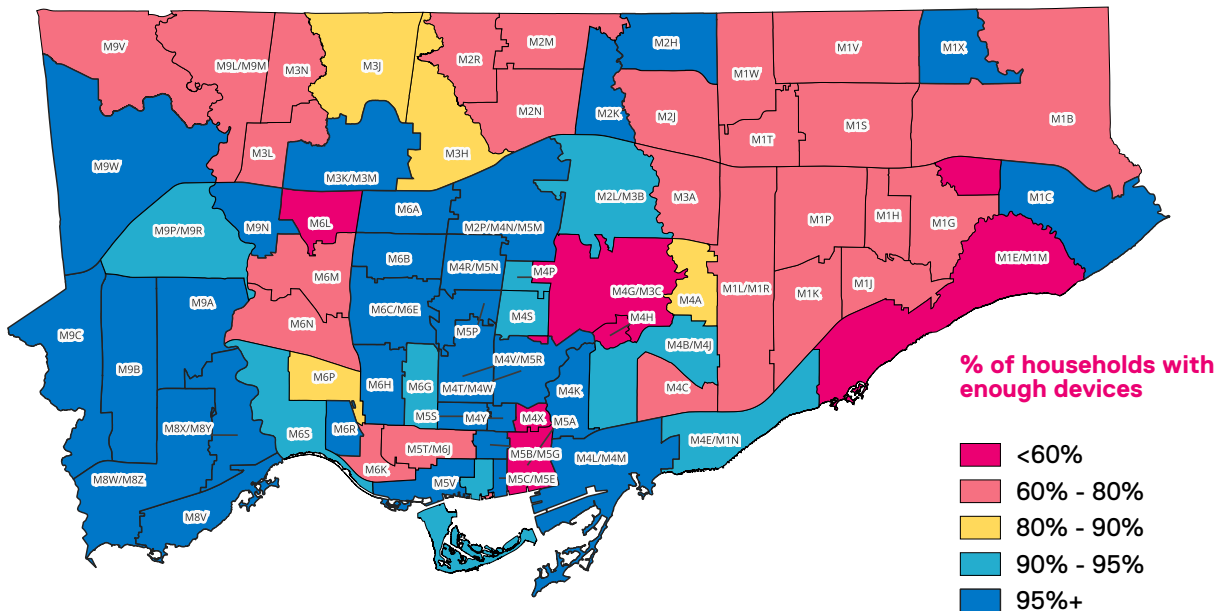 M9V
M9L/M9M
M3N
M3J
M2R
M2M
M2H
M1W
M1V
M1X
M2N
M2K
M2J
M1T
M1S
M1B
M9W
M3L
M3K/M3M
M3H
M2L/M3B
M3A
M1P
M1H
M1G
M1C
M9P/M9R
M9N
M6L
M6A
M2P/M4N/M5M
M6M
M6B
M4R/M5N
M4P
M4G/M3C
M4A
M1L/M1R
M1K
M1J
M1E/M1M
M9C
M9B
M9A
M6N
M6C/M6E
M5P
M4S
M4H
M4B/M4J
M4V/M5R
M6P
M6H
M6G
M4T/M4W
M4K
M4C
M8X/M8Y
M6S
M6R
M5S
M4Y
M4X
M5A
M4E/M1N
M5T/M6J
M5B/M5G
M4L/M4M
M6K
M8W/M8Z
M5V
M5C/M5E
M8V
% of households with
enough devices
<60%
60% - 80%
80% - 90%
90% - 95%
95%+